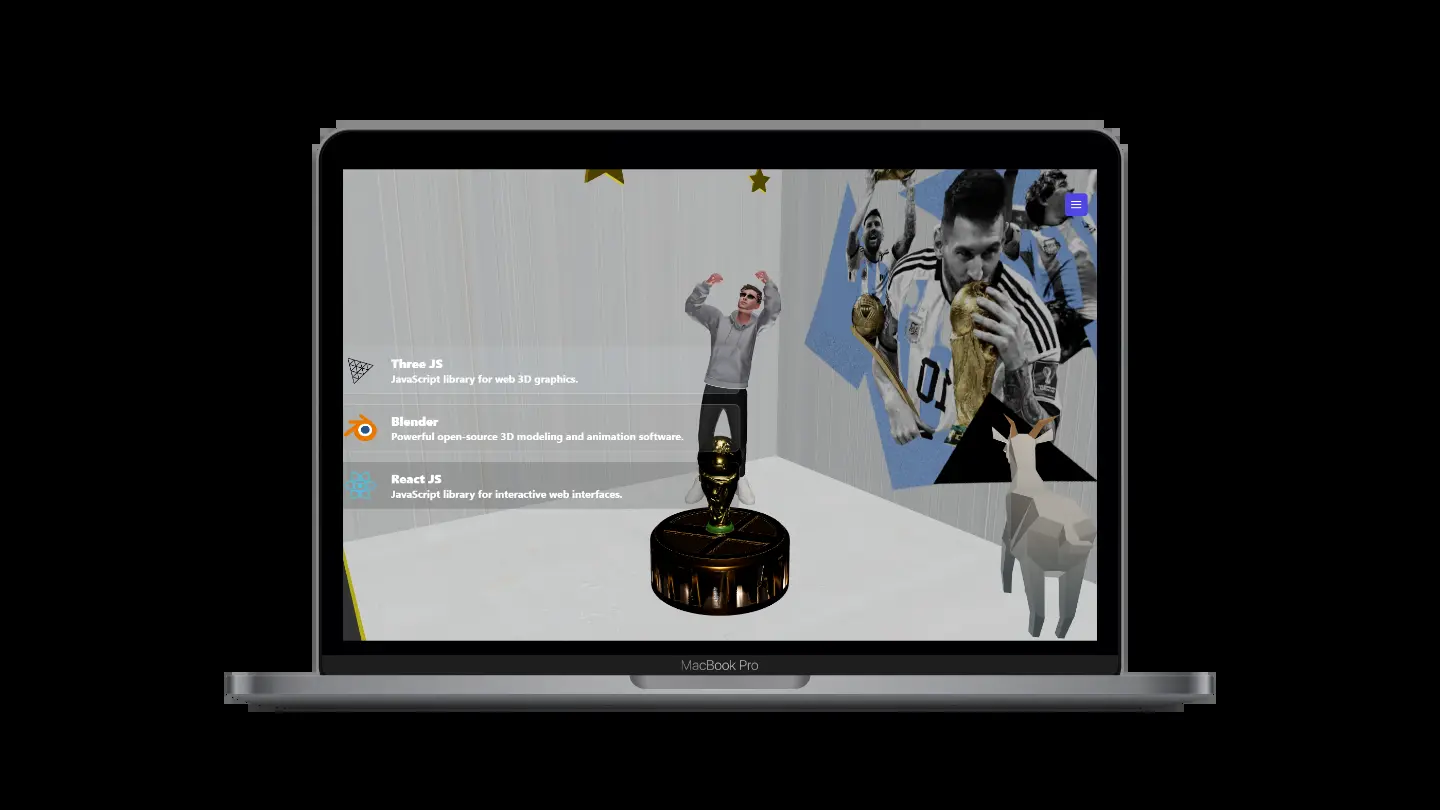 Three JS
JavaScript library for web 3D graphics.
Blender
Powerful open-source 3D modeling and animation software.
React JS
JavaScript library for interactive web interfaces.
10
MacBook Pro